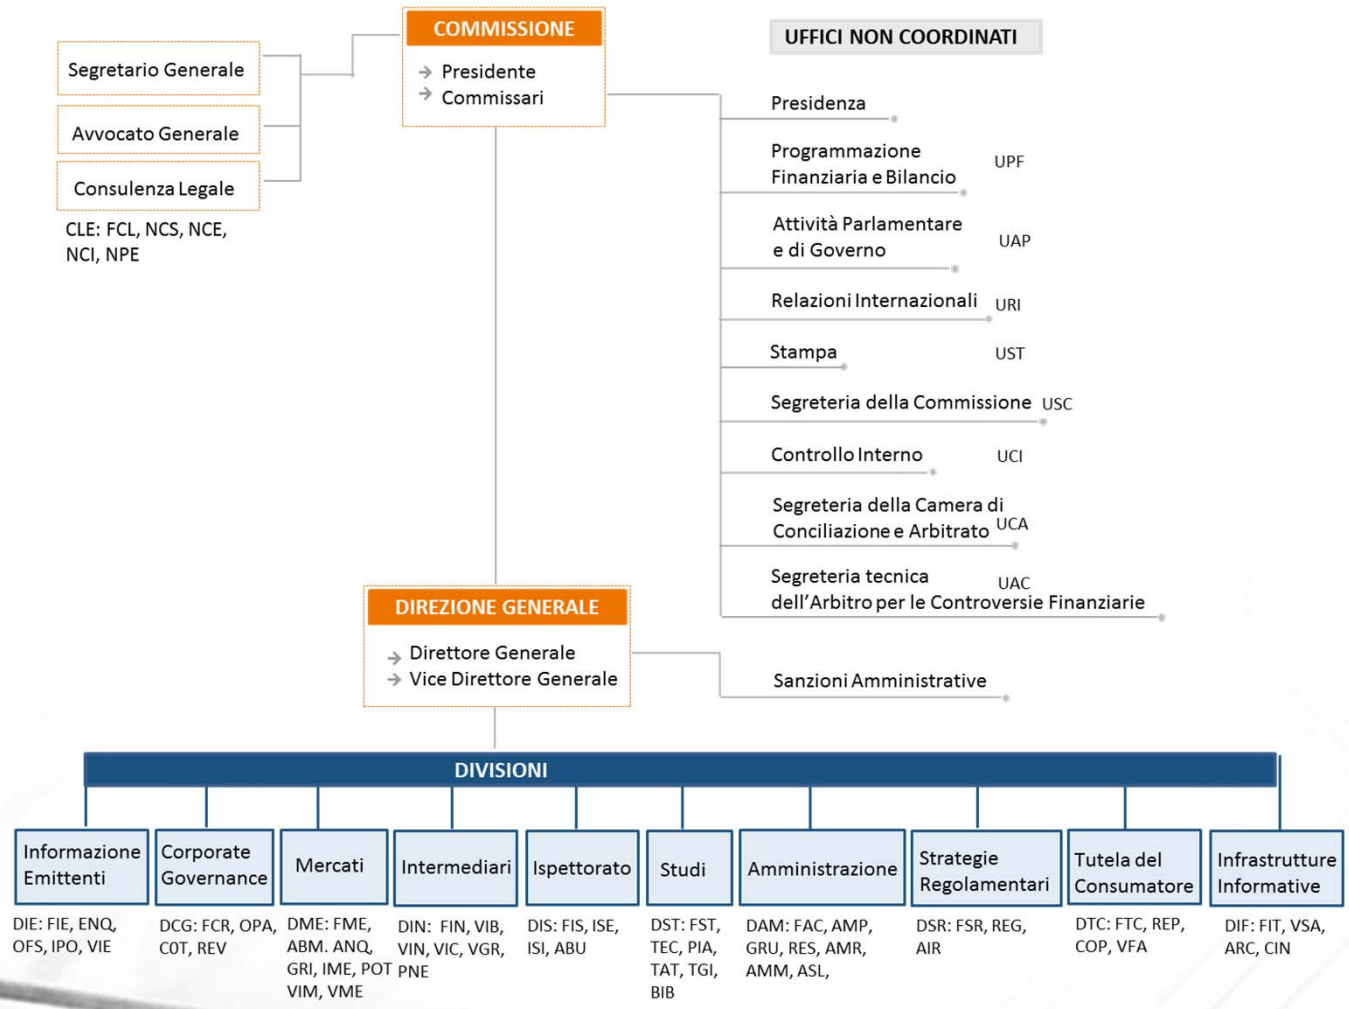 COMMISSIONE
Presidente
Commissari
Segretario Generale
Avvocato Generale
Consulenza Legale
CLE: FCL, NCS, NCE,
NCI, NPE
UFFICI NON COORDINATI
Presidenza
Programmazione
Finanziaria e Bilancio
UPF
Attività Parlamentare
e di Governo
UAP
Relazioni Internazionali URI
Stampa UST
Segreteria della Commissione USC
Controllo Interno UCI
Segreteria della Camera di
Conciliazione e Arbitrato UCA
Segreteria tecnica UAC
dell'Arbitro per le Controversie Finanziarie
DIREZIONE GENERALE
Direttore Generale
Vice Direttore Generale
Sanzioni Amministrative
DIVISIONI
Informazione
Emittenti
DIE: FIE, ENQ,
OFS, IPO, VIE
Corporate
Governance
DCG: FCR, OPA,
C0T, REV
Mercati
DME: FME,
ABM. ANQ,
GRI, IME, POT
VIM, VME
Intermediari
DIN: FIN, VIB,
VIN, VIC, VGR,
PNE
Ispettorato
DIS: FIS, ISE,
ISI, ABU
Studi
DST: FST,
TEC, PIA,
TAT, TGI,
BIB
Amministrazione
DAM: FAC, AMP,
GRU, RES, AMR,
AMM, ASL,
Strategie
Regolamentari
DSR: FSR, REG,
AIR
Tutela del
Consumatore
DTC: FTC, REP,
COP, VFA
Infrastrutture
Informative
DIF: FIT, VSA,
ARC, CIN